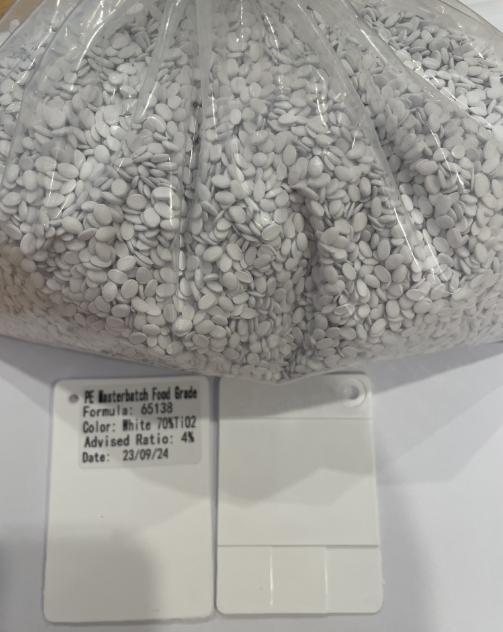 PE Masterbatch Food Grade
Formula: 65138
Color: White 70%TiO2
Advised Ratio: 4%
Date: 23/09/24